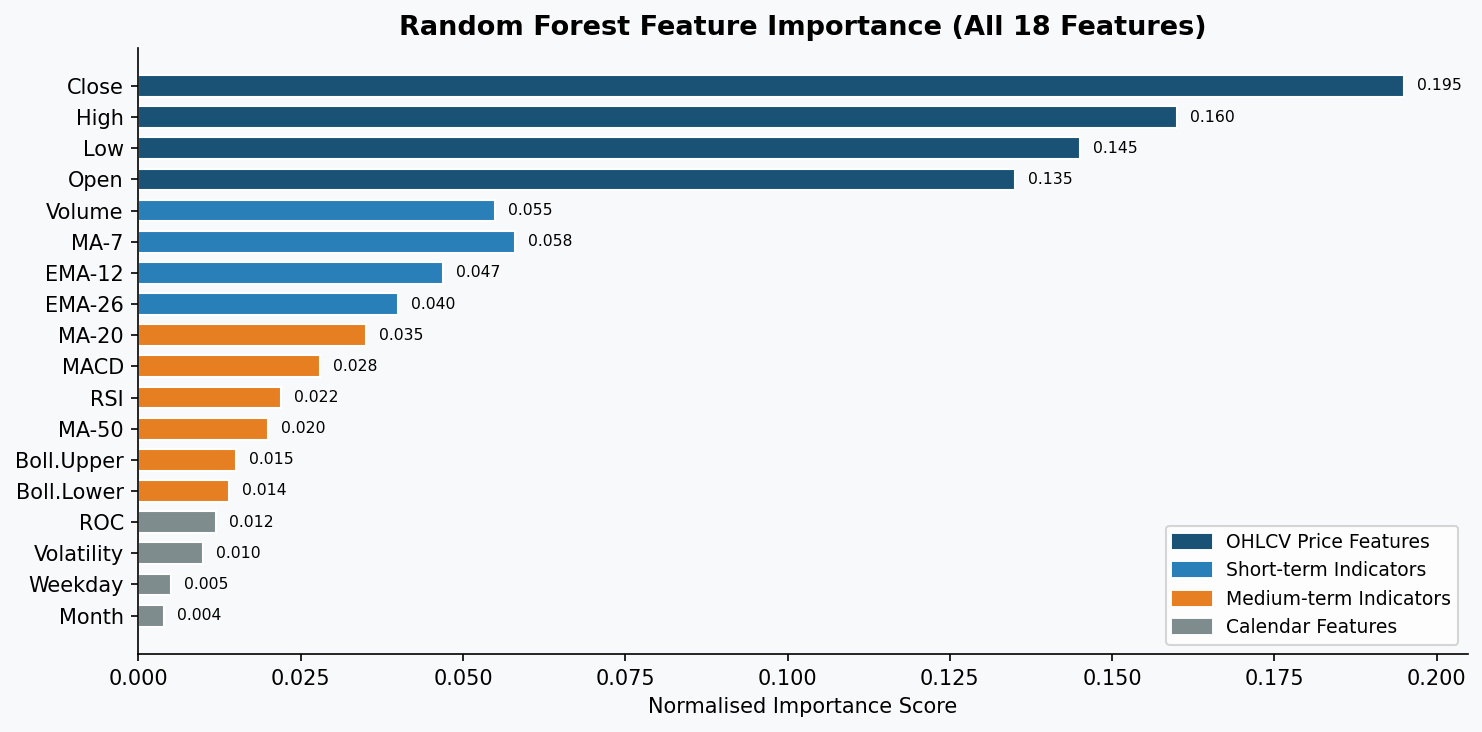 Random Forest Feature Importance (All 18 Features)
Close 0.195
High 0.160
Low 0.145
Open 0.135
Volume 0.055
MA-7 0.058
EMA-12 0.047
EMA-26 0.040
MA-20 0.035
MACD 0.028
RSI 0.022
MA-50 0.020
Boll.Upper 0.015
Boll.Lower 0.014
ROC 0.012
Volatility 0.010
Weekday 0.005
Month 0.004
OHLCV Price Features
Short-term Indicators
Medium-term Indicators
Calendar Features
0.000 0.025 0.050 0.075 0.100 0.125 0.150 0.175 0.200
Normalised Importance Score